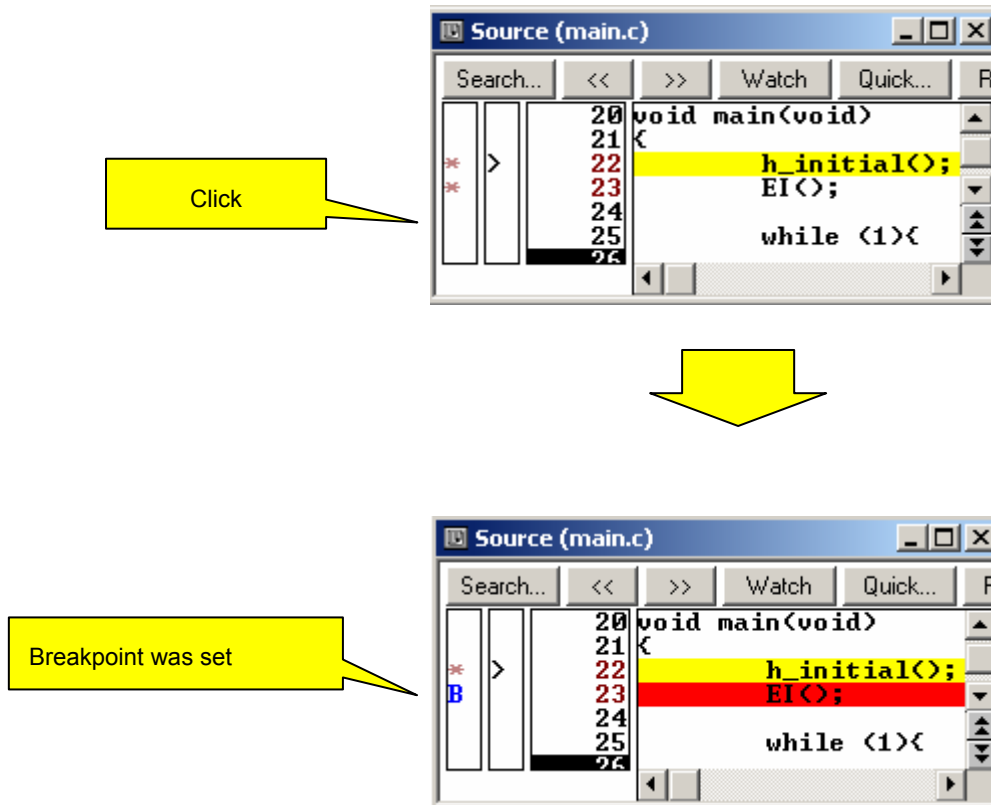 Source (main.c)
Search... << >> Watch Quick...
20 void main(void)
21 {
* > 22 h_initial();
* 23 EI();
24
25 while (1){
26
Click
Source (main.c)
Search... << >> Watch Quick...
20 void main(void)
21 {
* > 22 h_initial();
B 23 EI();
24
25 while (1){
26
Breakpoint was set